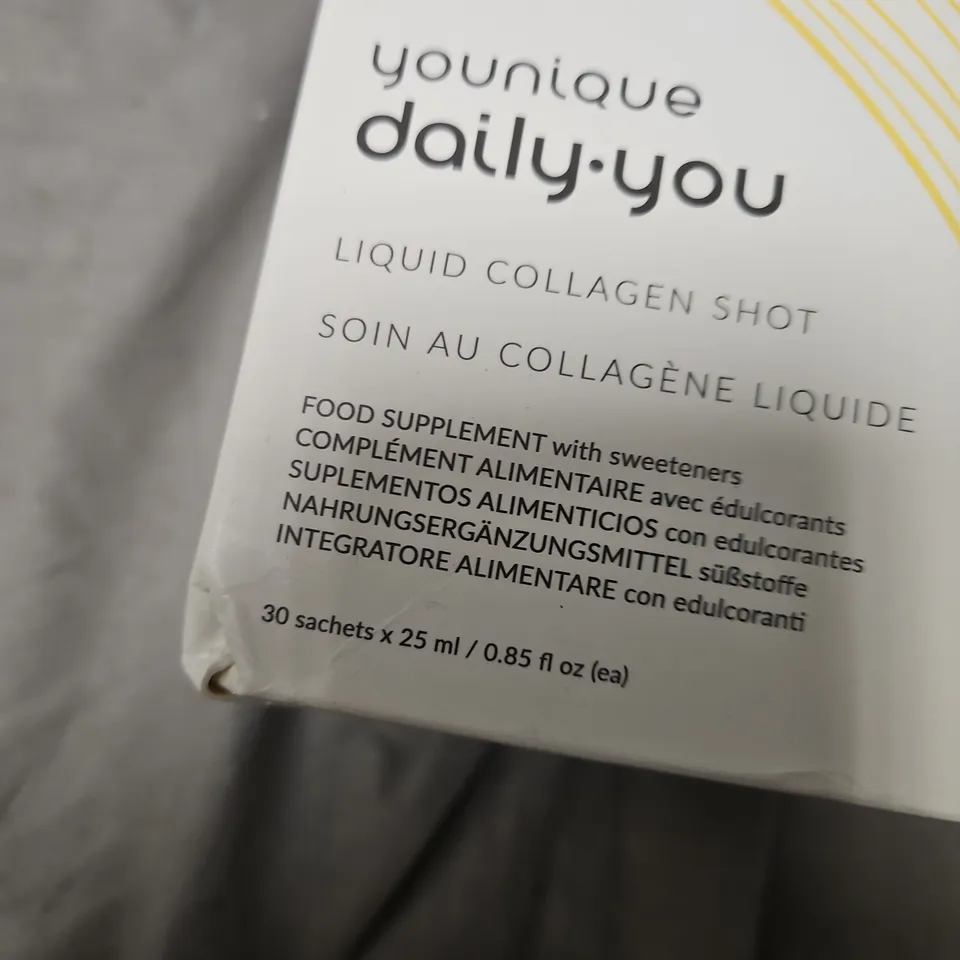 younique
daily·you
LIQUID COLLAGEN SHOT
SOIN AU COLLAGÈNE LIQUIDE
FOOD SUPPLEMENT with sweeteners
COMPLÉMENT ALIMENTAIRE avec édulcorants
SUPLEMENTOS ALIMENTICIOS con edulcorantes
NAHRUNGSERGÄNZUNGSMITTEL süßstoffe
INTEGRATORE ALIMENTARE con edulcoranti
30 sachets x 25 ml / 0.85 fl oz (ea)